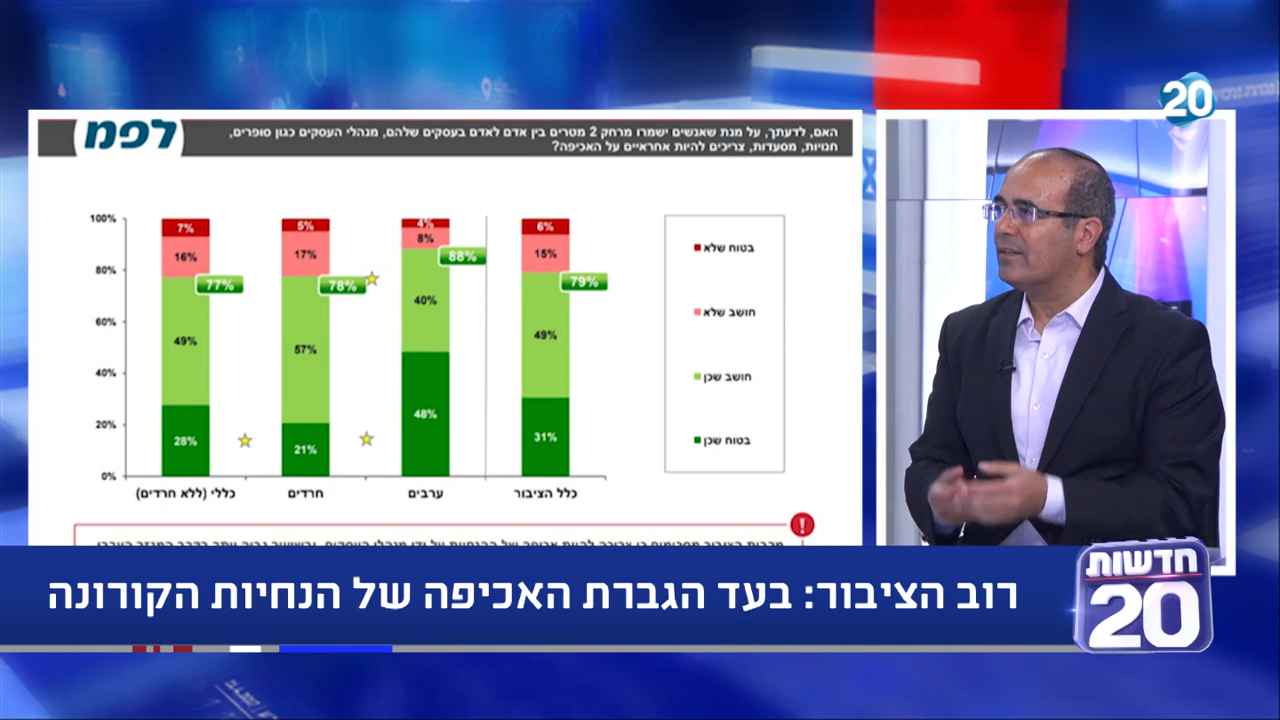 20
לפמ
האם, לדעתך, על מנת שאנשים ישמרו מרחק 2 מטרים בין אדם לאדם בעסקים שלהם, מנהלי העסקים כגון סופרים,
חנויות, מסעדות, צריכים להיות אחראיים על האכיפה?
100%
80%
60%
40%
20%
0%
7%
16%
77%
49%
28%
5%
17%
78%
57%
21%
4%
8%
88%
40%
48%
6%
15%
79%
49%
31%
כללי (ללא חרדים)
חרדים
ערבים
כלל הציבור
בטוח שלא
חושב שלא
חושב שכן
בטוח שכן
!
רוב הציבור: בעד הגברת האכיפה של הנחיות הקורונה
חדשות
20